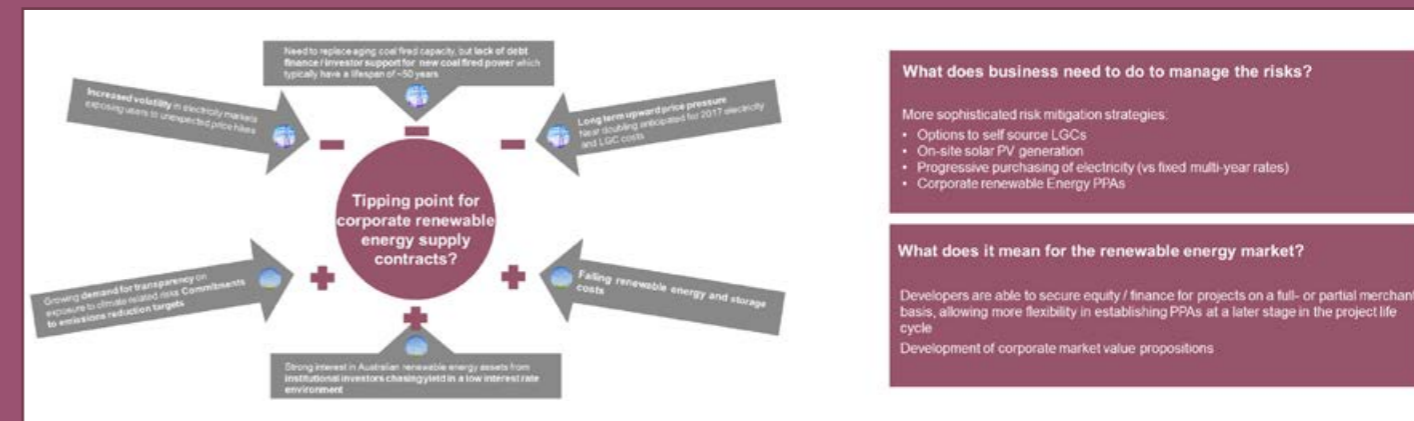 Need to replace aging coal fired capacity, but lack of debt
finance / investor support for new coal fired power which
typically have a lifespan of ~50 years
Increased volatility in electricity markets
exposing users to unexpected price hikes
Long term upward price pressure
Near doubling anticipated for 2017 electricity
and LGC costs
Tipping point for
corporate renewable
energy supply
contracts?
Growing demand for transparency on
exposure to climate related risks Commitments
to emissions reduction targets
Falling renewable energy and storage
costs
Strong interest in Australian renewable energy assets from
institutional investors chasing yield in a low interest rate
environment
What does business need to do to manage the risks?
More sophisticated risk mitigation strategies:
• Options to self source LGCs
• On-site solar PV generation
• Progressive purchasing of electricity (vs fixed multi-year rates)
• Corporate renewable Energy PPAs
What does it mean for the renewable energy market?
Developers are able to secure equity / finance for projects on a full- or partial merchant
basis, allowing more flexibility in establishing PPAs at a later stage in the project life
cycle
Development of corporate market value propositions